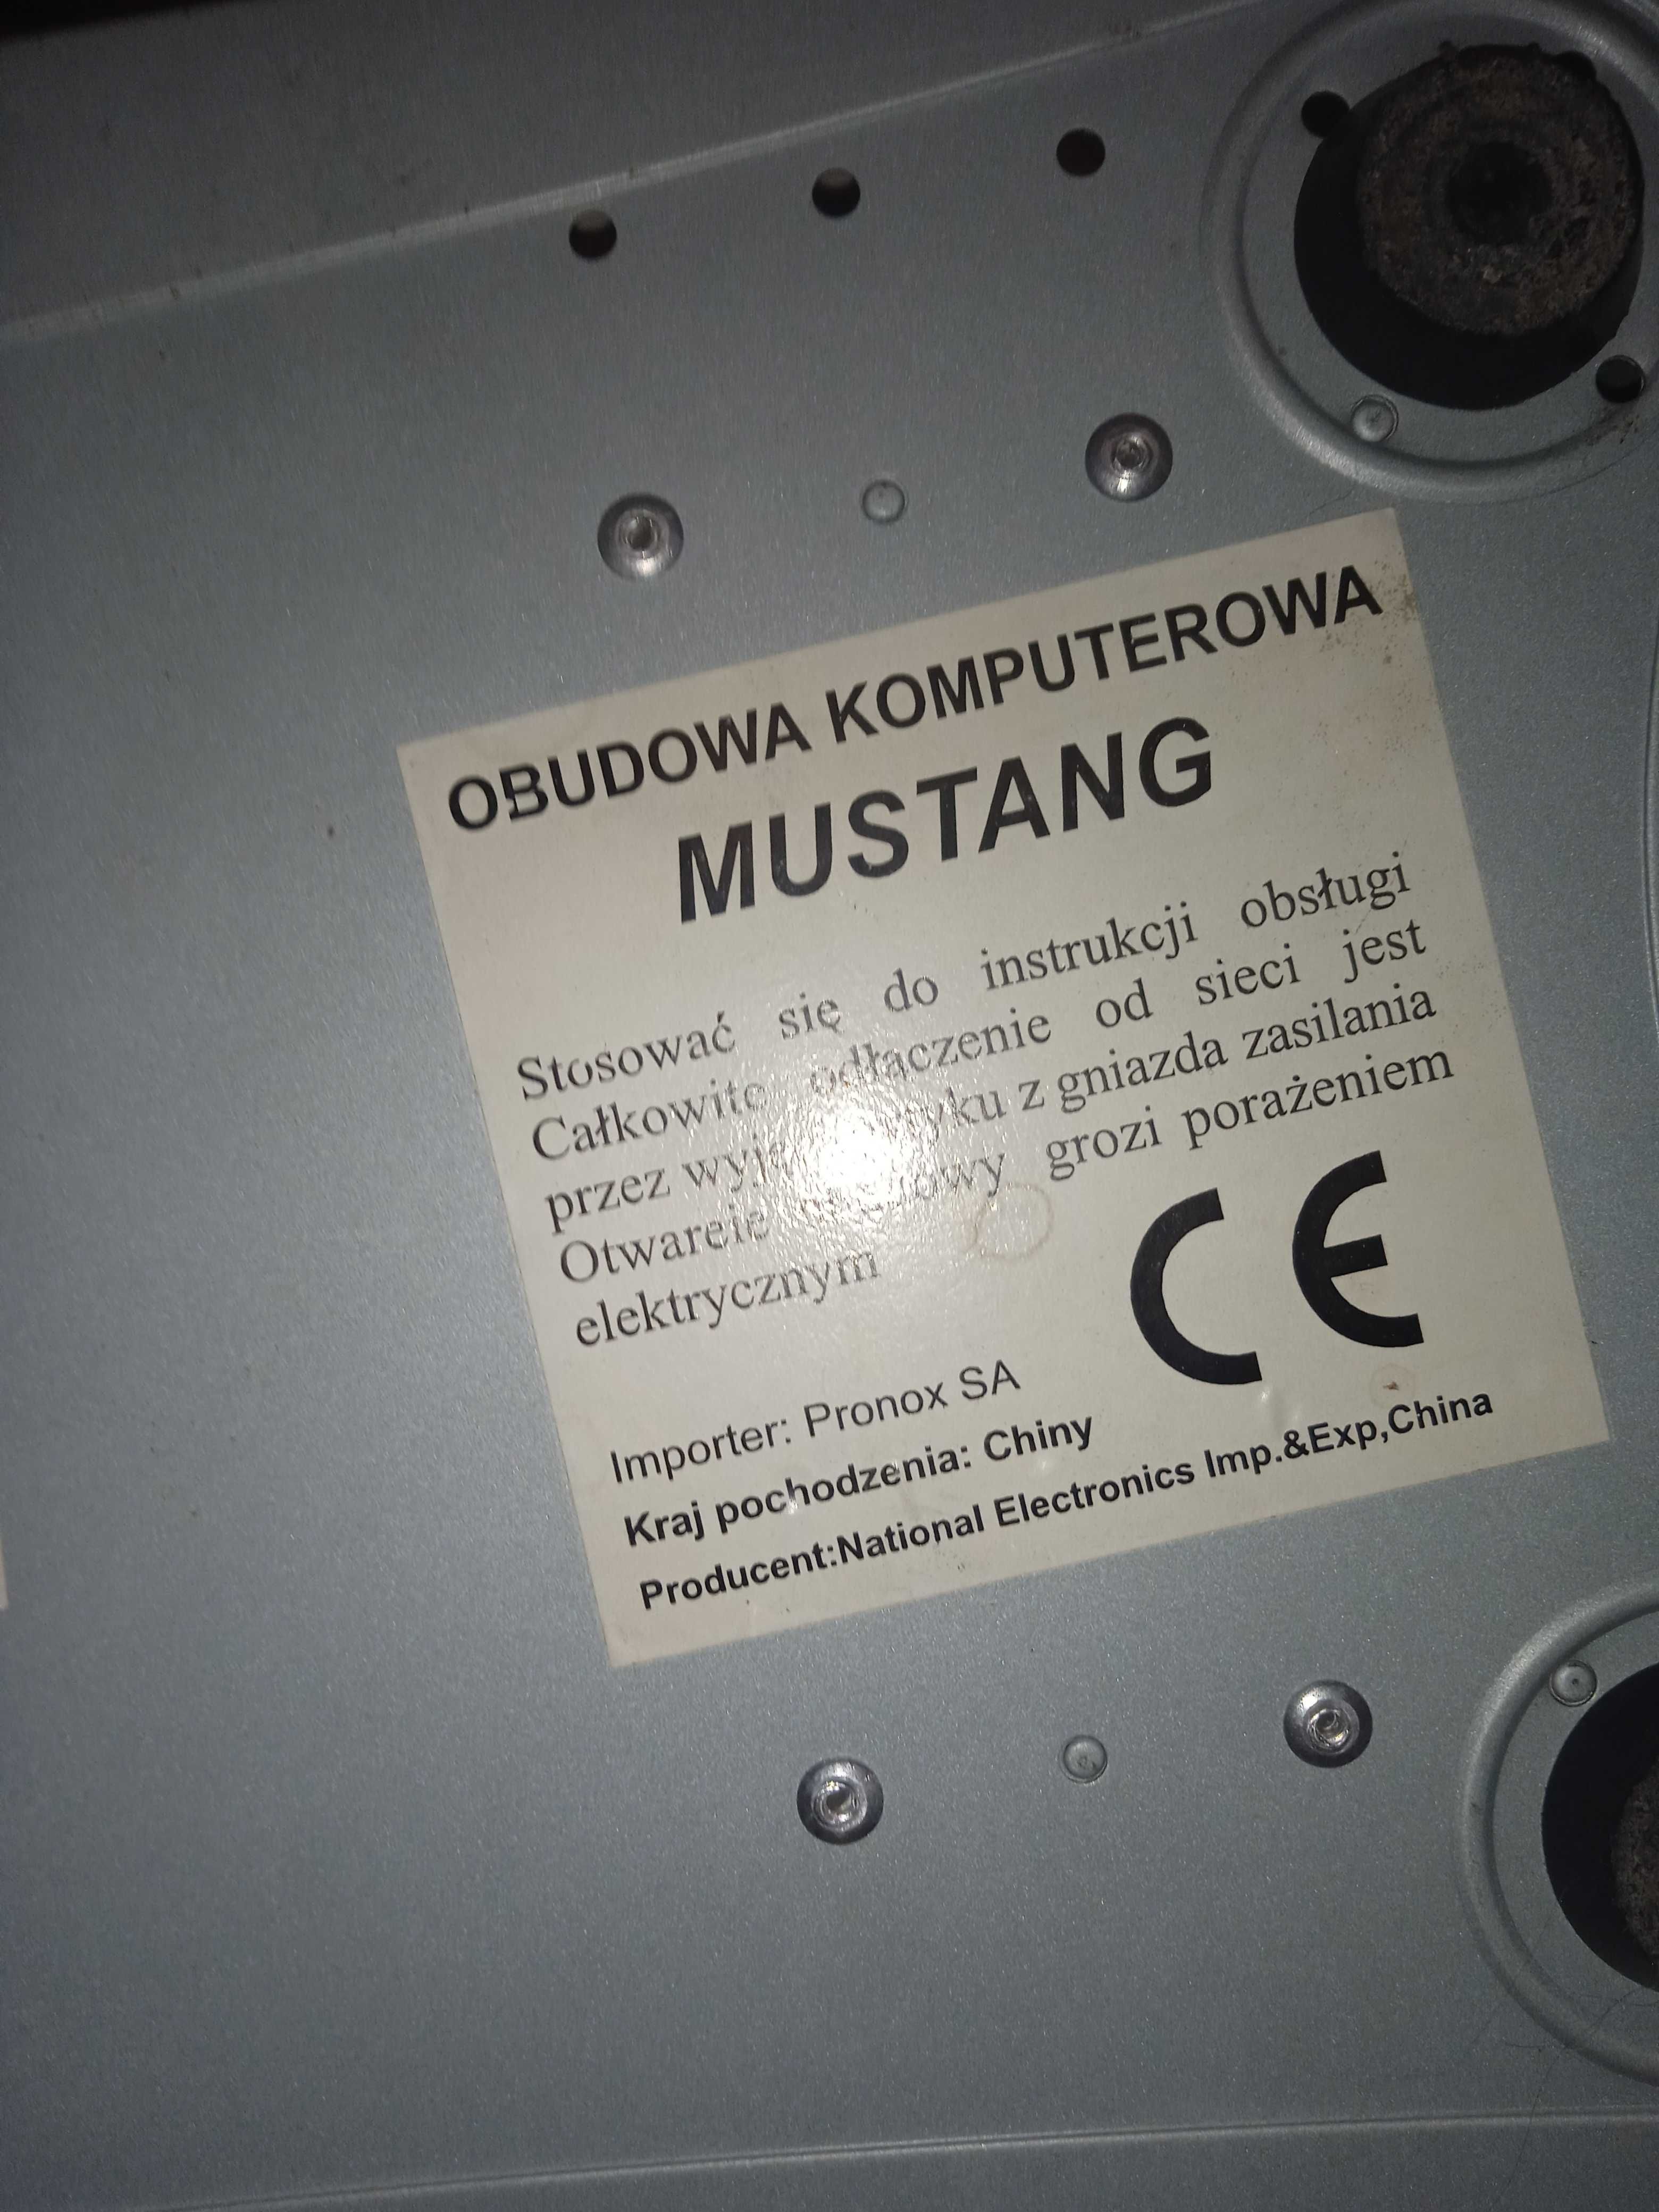 OBUDOWA KOMPUTEROWA
MUSTANG
Stosować się do instrukcji obsługi
Całkowite odłączenie od sieci jest
przez z gniazda zasilania
Otwarcie grozi porażeniem
elektrycznym
CE
Importer: Pronox SA
Kraj pochodzenia: Chiny
Producent:National Electronics Imp.&Exp,China